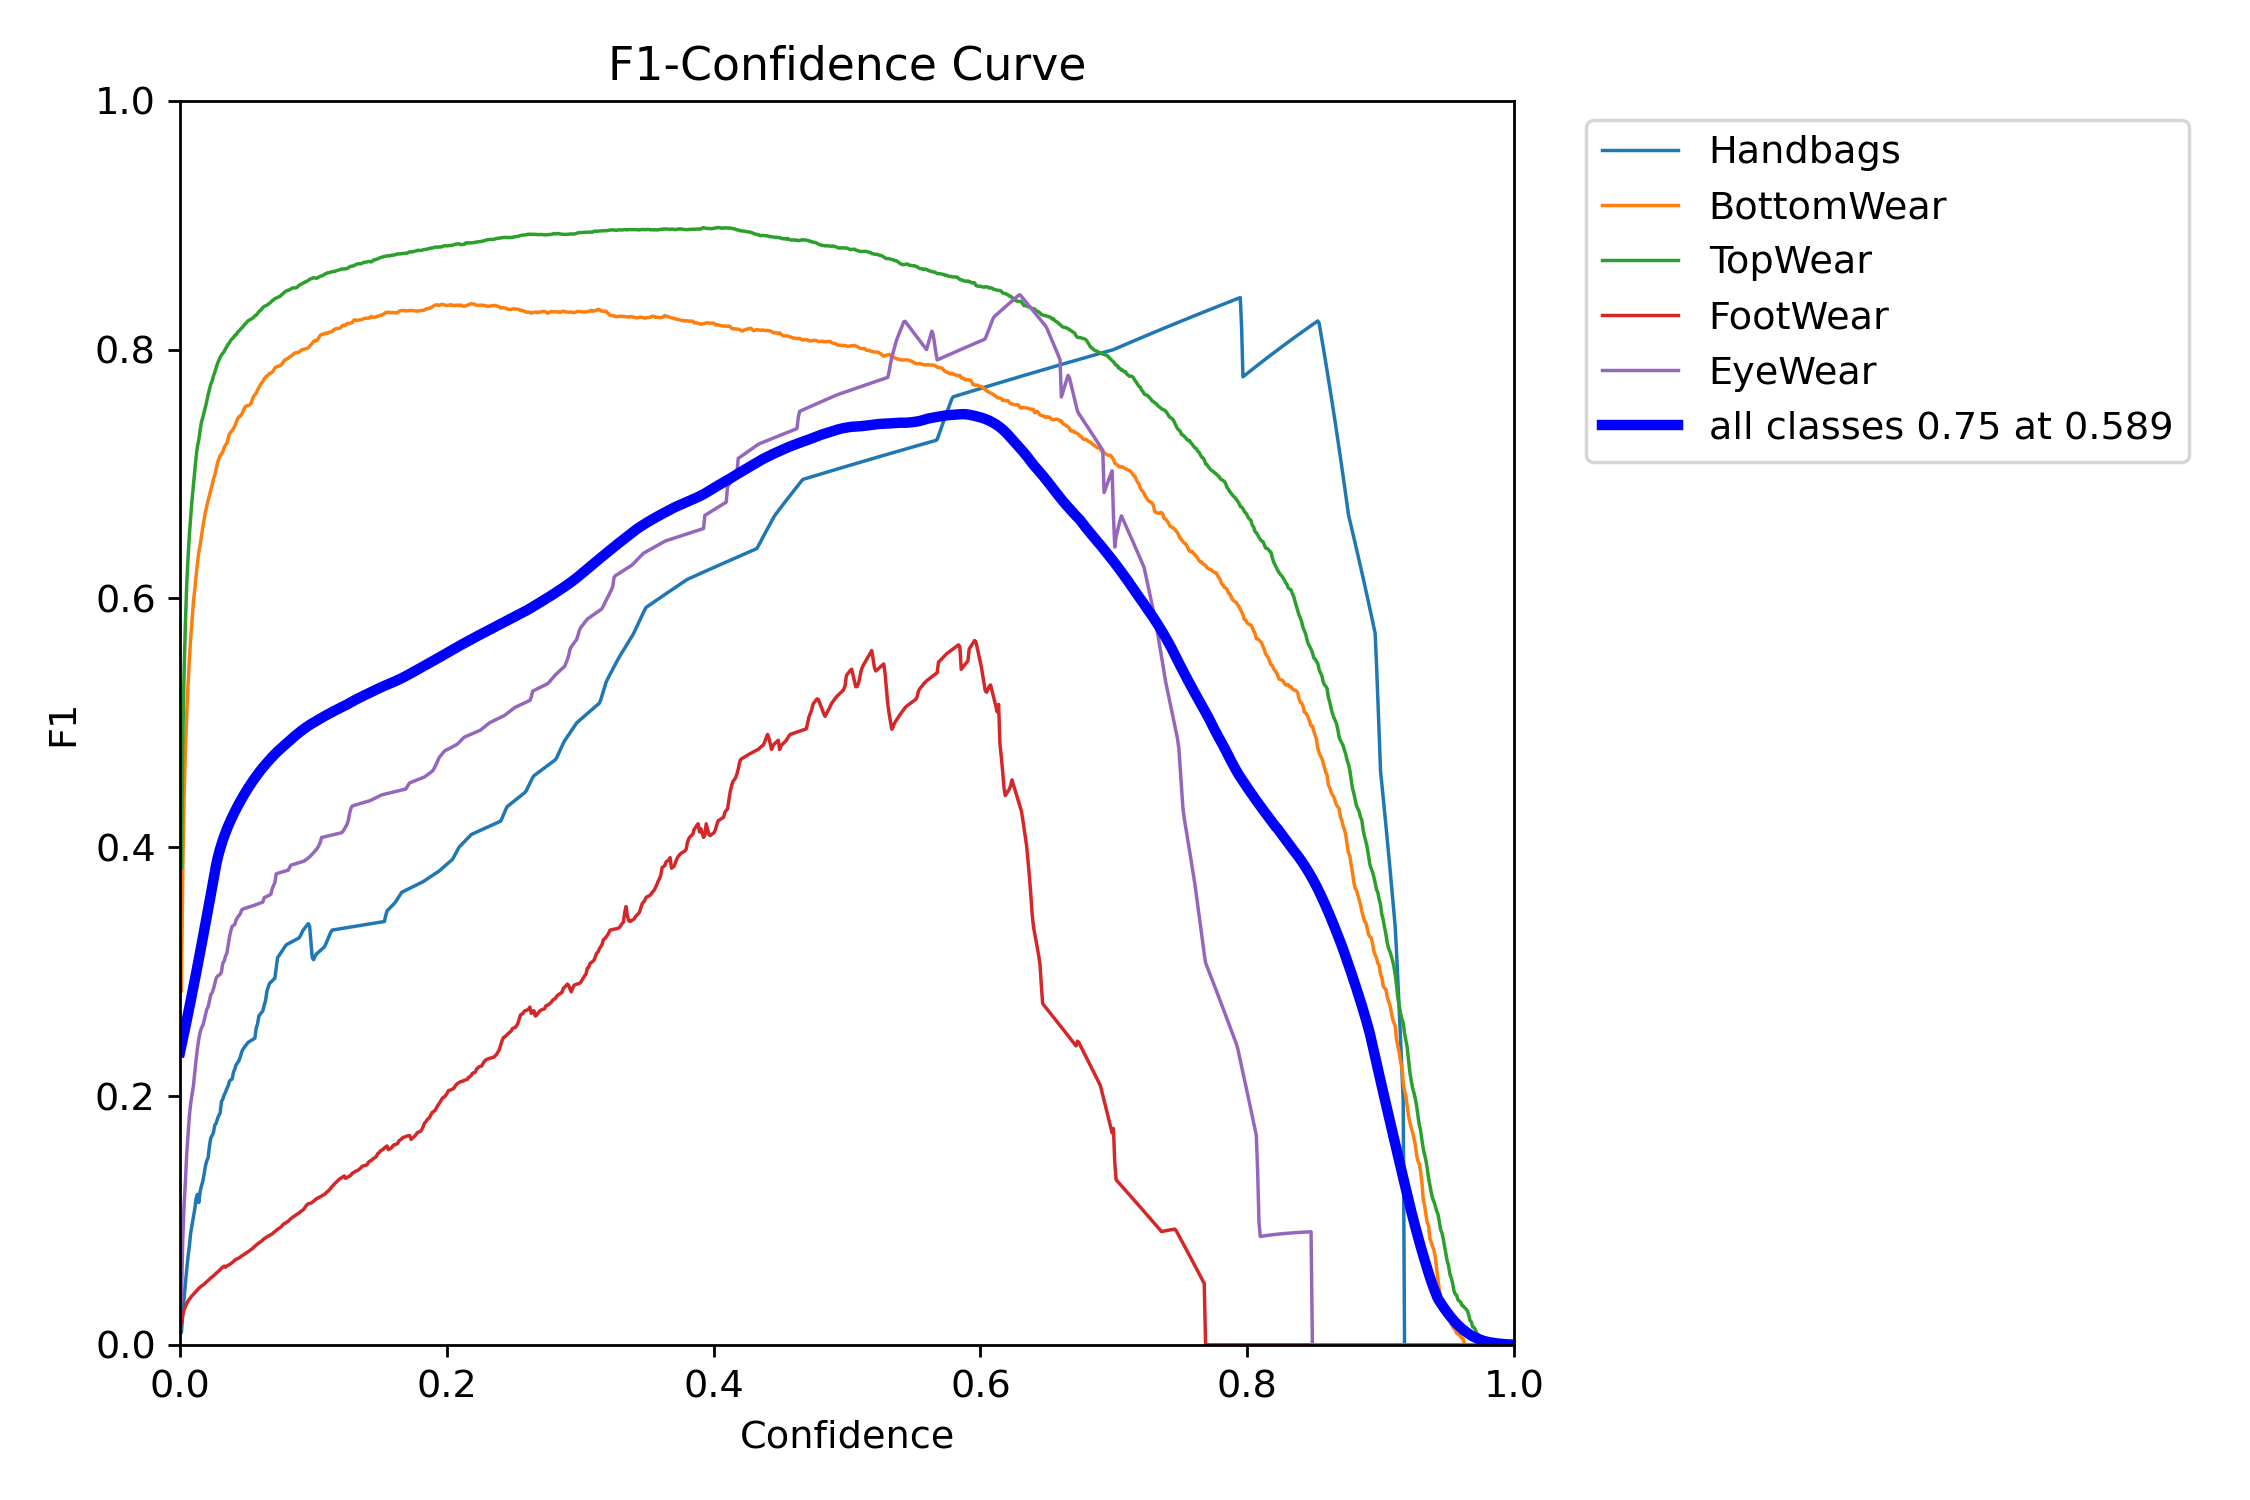 F1-Confidence Curve
1.0
0.8
0.6
0.4
0.2
0.0
F1
0.0 0.2 0.4 0.6 0.8 1.0
Confidence
Handbags
BottomWear
TopWear
FootWear
EyeWear
all classes 0.75 at 0.589